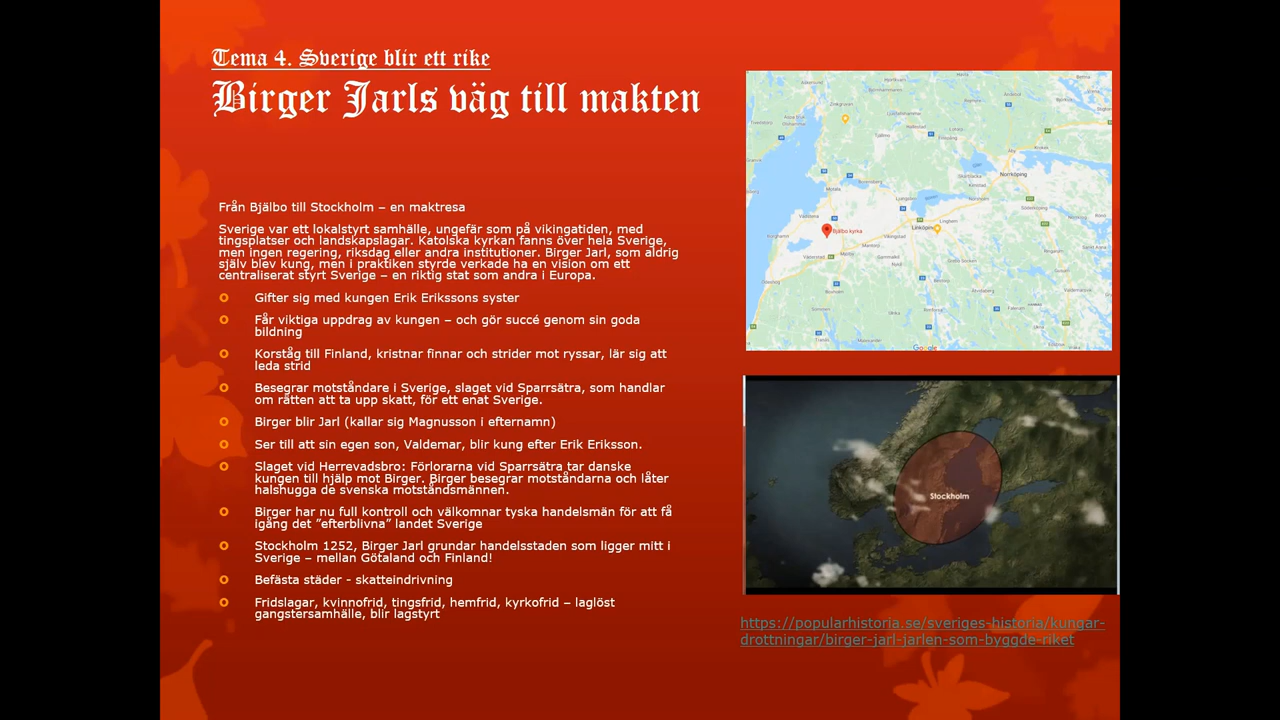 Tema 4. Sverige blir ett rike
Birger Jarls väg till makten
Från Bjälbo till Stockholm – en maktresa
Sverige var ett lokalstyrt samhälle, ungefär som på vikingatiden, med
tingsplatser och landskapslagar. Katolska kyrkan fanns över hela Sverige,
men ingen regering, riksdag eller andra institutioner. Birger Jarl, som aldrig
själv blev kung, men i praktiken styrde verkade ha en vision om ett
centraliserat styrt Sverige – en riktig stat som andra i Europa.
Gifter sig med kungen Erik Erikssons syster
Får viktiga uppdrag av kungen – och gör succé genom sin goda
bildning
Korståg till Finland, kristnar finnar och strider mot ryssar, lär sig att
leda strid
Besegrar motståndare i Sverige, slaget vid Sparrsätra, som handlar
om rätten att ta upp skatt, för ett enat Sverige.
Birger blir Jarl (kallar sig Magnusson i efternamn)
Ser till att sin egen son, Valdemar, blir kung efter Erik Eriksson.
Slaget vid Herrevadsbro: Förlorarna vid Sparrsätra tar danske
kungen till hjälp mot Birger. Birger besegrar motståndarna och låter
halshugga de svenska motståndsmännen.
Birger har nu full kontroll och välkomnar tyska handelsmän för att få
igång det ”efterblivna” landet Sverige
Stockholm 1252, Birger Jarl grundar handelsstaden som ligger mitt i
Sverige – mellan Götaland och Finland!
Befästa städer - skatteindrivning
Fridslagar, kvinnofrid, tingsfrid, hemfrid, kyrkofrid – laglöst
gangstersamhälle, blir lagstyrt
Norrköping
Motala
Vadstena
Linghem
Linköping
Bjälbo kyrka
Mantorp
Google
Stockholm
https://popularhistoria.se/sveriges-historia/kungar-
drottningar/birger-jarl-jarlen-som-byggde-riket